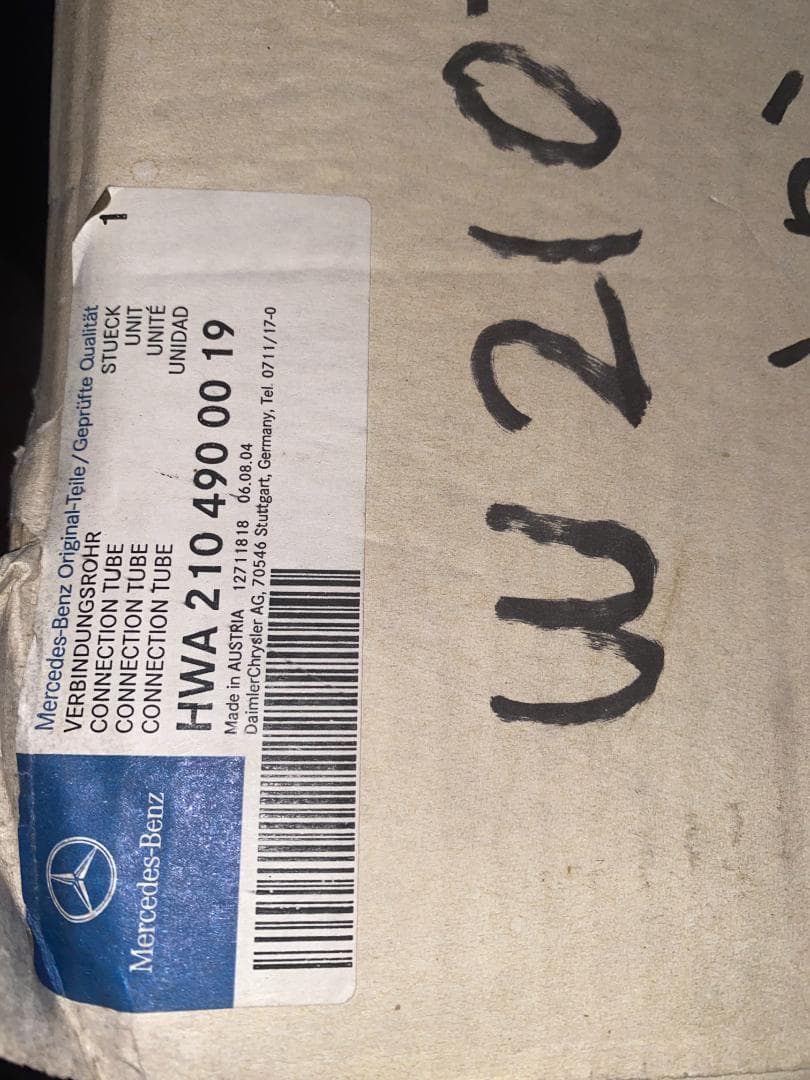 Mercedes-Benz Original-Teile/Geprüfte Qualität
VERBINDUNGSROHR STUECK 1
CONNECTION TUBE UNIT
CONNECTION TUBE UNITÉ
CONNECTION TUBE UNIDAD
HWA 210 490 00 19
Made in AUSTRIA 12711818 06.08.04
DaimlerChrysler AG, 70546 Stuttgart, Germany, Tel. 0711/17-0
Mercedes-Benz
W210